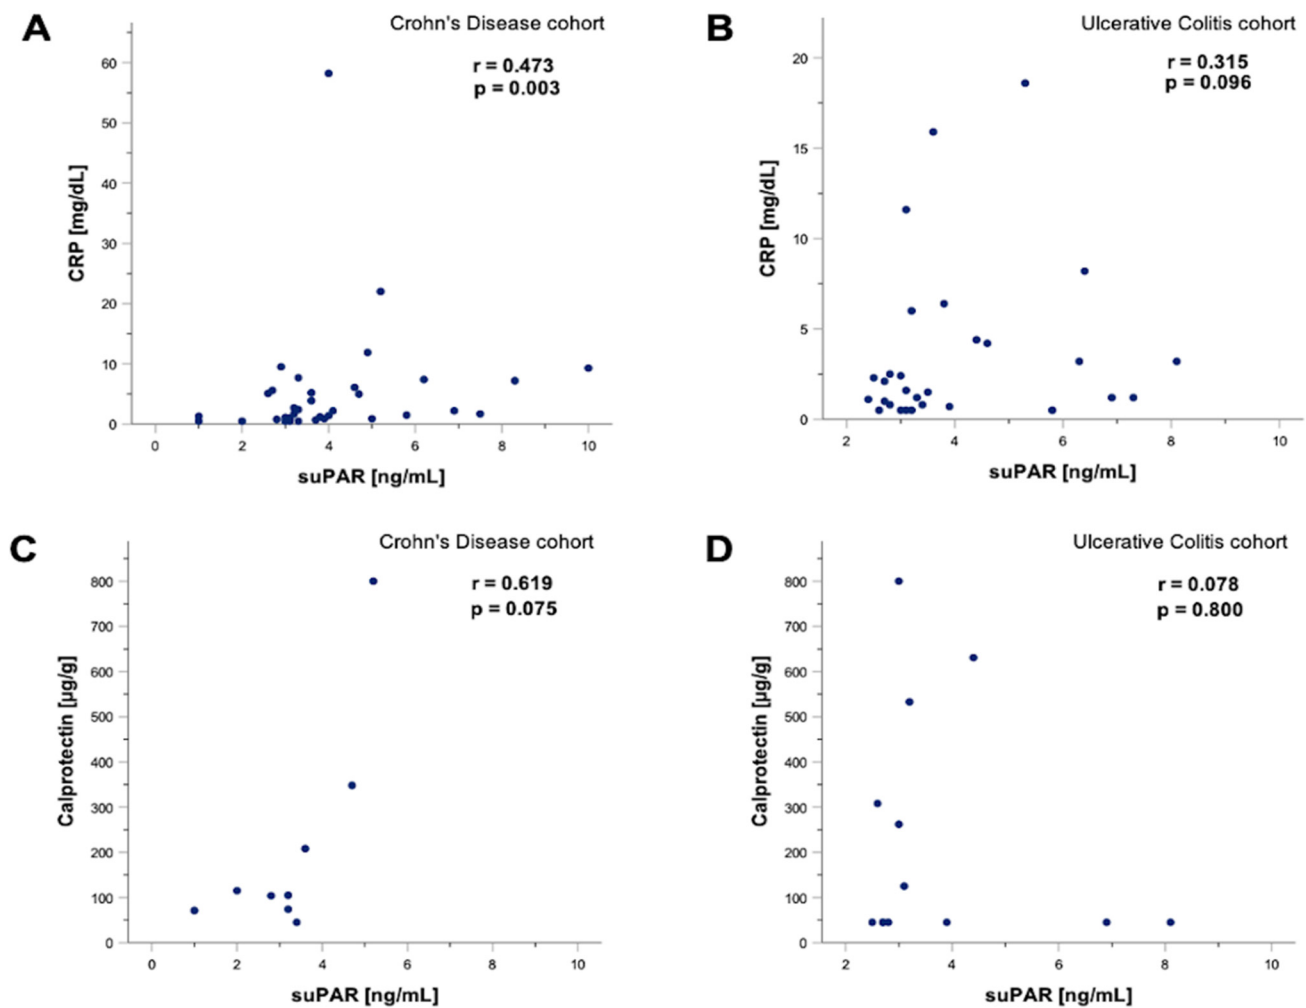 A
Crohn's Disease cohort
r = 0.473
p = 0.003
CRP [mg/dL]
60
50
40
30
20
10
0
0 2 4 6 8 10
suPAR [ng/mL]
B
Ulcerative Colitis cohort
r = 0.315
p = 0.096
CRP [mg/dL]
20
15
10
5
0
2 4 6 8 10
suPAR [ng/mL]
C
Crohn's Disease cohort
r = 0.619
p = 0.075
Calprotectin [µg/g]
800
700
600
500
400
300
200
100
0
0 2 4 6 8 10
suPAR [ng/mL]
D
Ulcerative Colitis cohort
r = 0.078
p = 0.800
Calprotectin [µg/g]
800
700
600
500
400
300
200
100
0
2 4 6 8 10
suPAR [ng/mL]